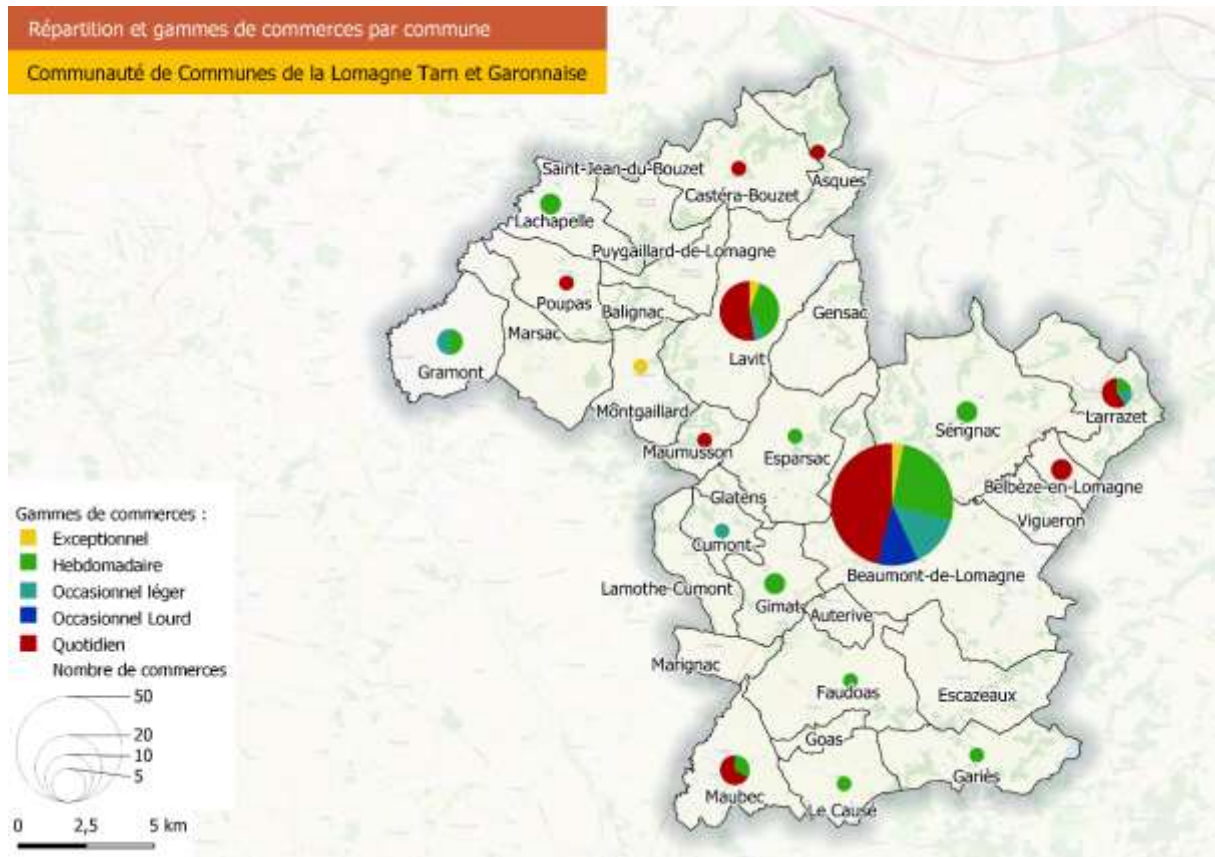 Répartition et gammes de commerces par commune
Communauté de Communes de la Lomagne Tarn et Garonnaise
Saint-Jean-du-Bouzet
Asques
Castéra-Bouzet
Lachapelle
Puygaillard-de-Lomagne
Poupas
Balignac
Gensac
Marsac
Lavit
Gramont
Montgaillard
Larrazet
Sérignac
Maumusson
Esparsac
Belbèze-en-Lomagne
Glatens
Vigueron
Cumont
Beaumont-de-Lomagne
Lamothe-Cumont
Gimat
Auterive
Marignac
Faudoas
Escazeaux
Goas
Gariès
Maubec
Le Causé
Gammes de commerces :
Exceptionnel
Hebdomadaire
Occasionnel léger
Occasionnel Lourd
Quotidien
Nombre de commerces
50
20
10
5
0 2,5 5 km